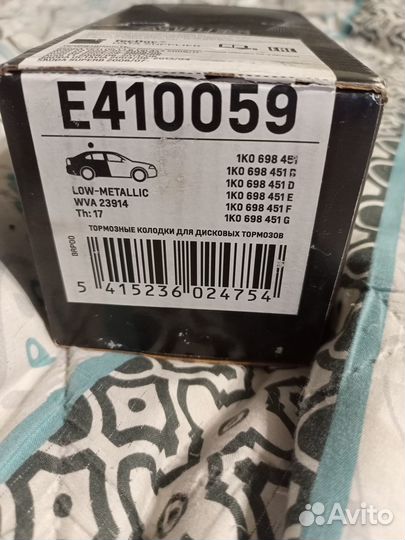 E410059
1K0 698 451
1K0 698 451 B
1K0 698 451 D
1K0 698 451 E
1K0 698 451 F
1K0 698 451 G
LOW-METALLIC
WVA 23914
Th: 17
ТОРМОЗНЫЕ КОЛОДКИ ДЛЯ ДИСКОВЫХ ТОРМОЗОВ
BRPOD
5 415236 024754
Avito